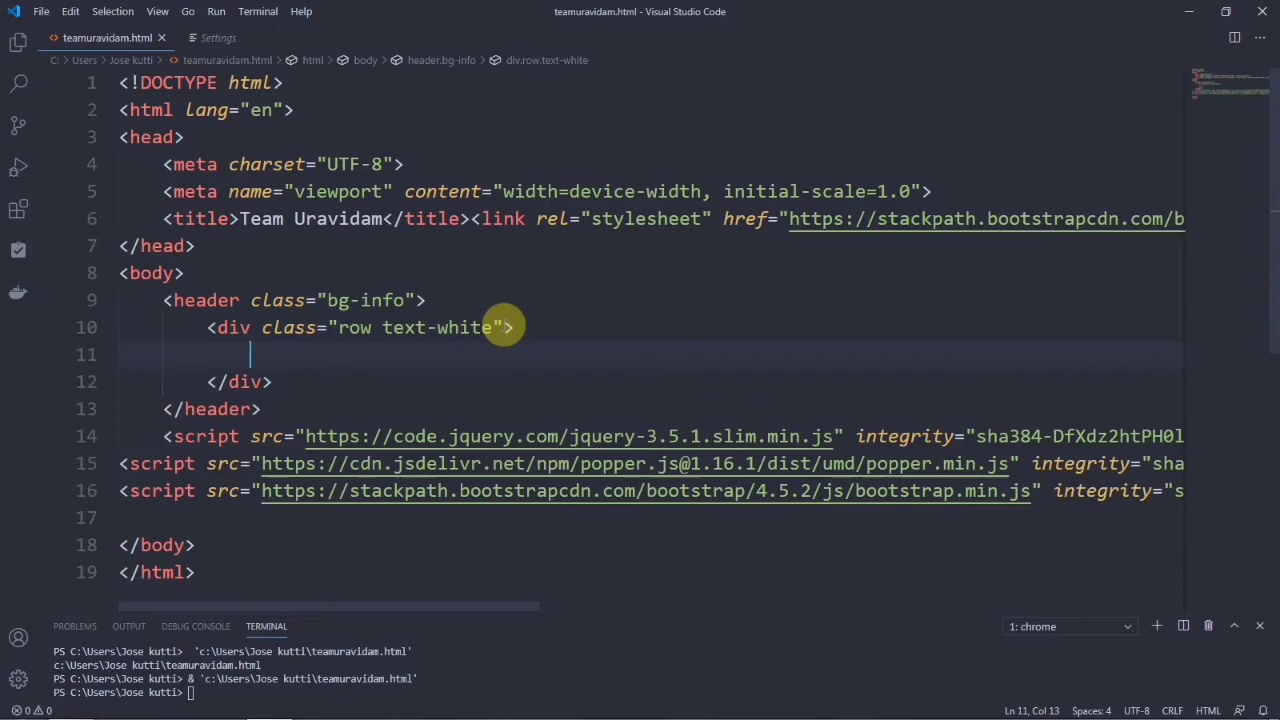 File Edit Selection View Go Run Terminal Help teamuravidam.html - Visual Studio Code
teamuravidam.html Settings
C: > Users > Jose kutti > teamuravidam.html > html > body > header.bg-info > div.row.text-white
1 <!DOCTYPE html>
2 <html lang="en">
3 <head>
4 <meta charset="UTF-8">
5 <meta name="viewport" content="width=device-width, initial-scale=1.0">
6 <title>Team Uravidam</title><link rel="stylesheet" href="https://stackpath.bootstrapcdn.com/b
7 </head>
8 <body>
9 <header class="bg-info">
10 <div class="row text-white">
11
12 </div>
13 </header>
14 <script src="https://code.jquery.com/jquery-3.5.1.slim.min.js" integrity="sha384-DfXdz2htPH0l
15 <script src="https://cdn.jsdelivr.net/npm/popper.js@1.16.1/dist/umd/popper.min.js" integrity="sha
16 <script src="https://stackpath.bootstrapcdn.com/bootstrap/4.5.2/js/bootstrap.min.js" integrity="s
17
18 </body>
19 </html>
PROBLEMS OUTPUT DEBUG CONSOLE TERMINAL 1: chrome
PS C:\Users\Jose kutti> 'c:\Users\Jose kutti\teamuravidam.html'
c:\Users\Jose kutti\teamuravidam.html
PS C:\Users\Jose kutti> & 'c:\Users\Jose kutti\teamuravidam.html'
PS C:\Users\Jose kutti>
0 0 Ln 11, Col 13 Spaces: 4 UTF-8 CRLF HTML